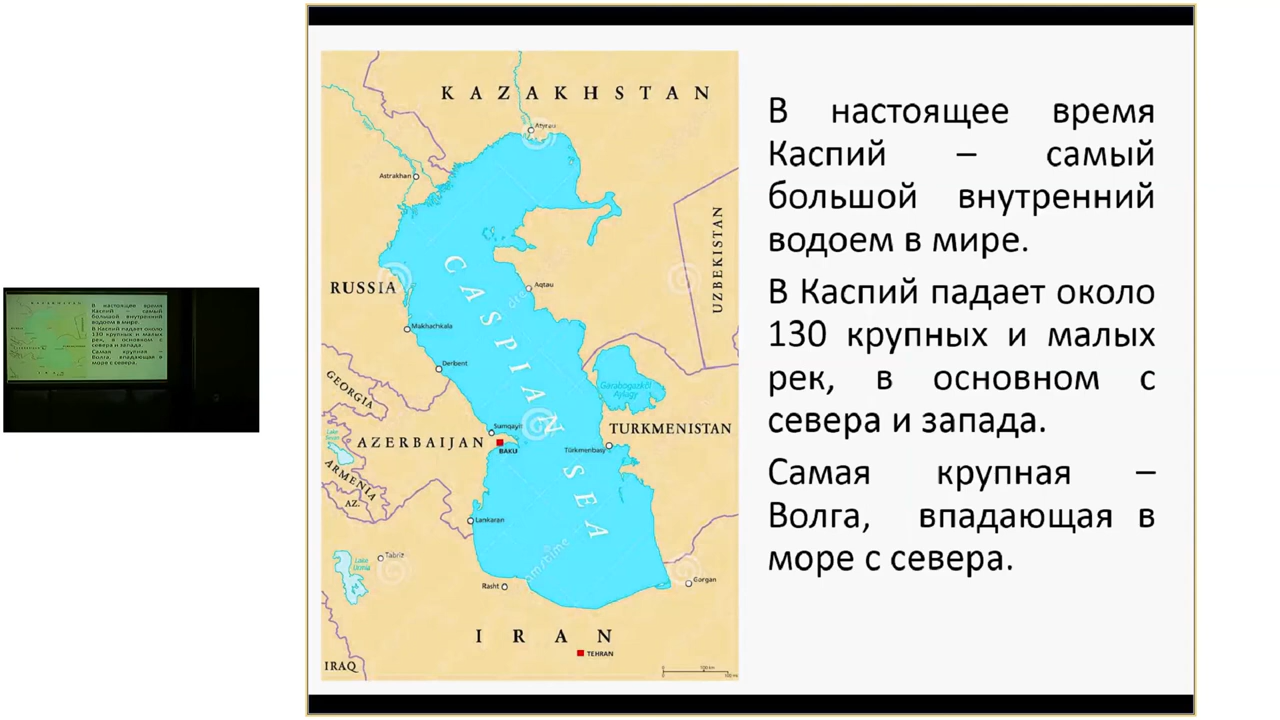 KAZAKHSTAN
Atyrau
Astrakhan
UZBEKISTAN
RUSSIA
Aqtau
CASPIAN SEA
Makhachkala
Derbent
GEORGIA
Garabogazköl
Aylagy
Sumqayit
AZERBAIJAN
BAKU
TURKMENISTAN
Türkmenbaşy
ARMENIA
AZ.
Lankaran
Tabriz
Lake
Urmia
Rasht
Gorgan
IRAN
TEHRAN
IRAQ
В настоящее время
Каспий – самый
большой внутренний
водоем в мире.
В Каспий падает около
130 крупных и малых
рек, в основном с
севера и запада.
Самая крупная –
Волга, впадающая в
море с севера.